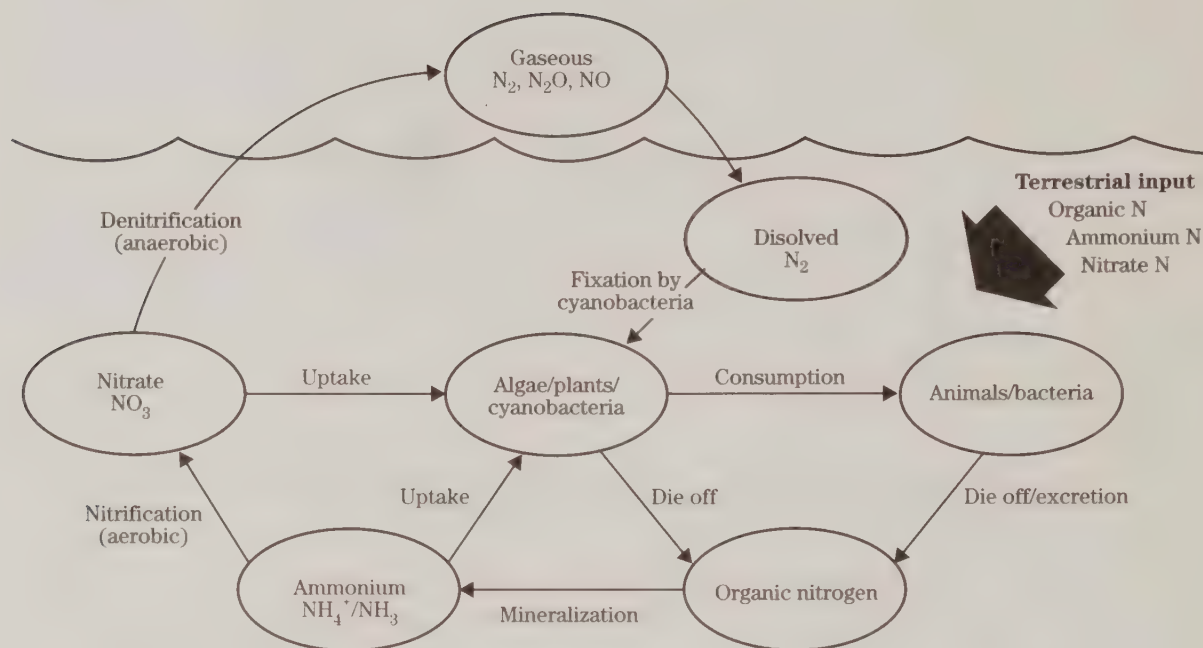 Gaseous
N₂, N₂O, NO
Terrestrial input
Organic N
Ammonium N
Nitrate N
Denitrification
(anaerobic)
Disolved
N₂
Fixation by
cyanobacteria
Nitrate
NO₃
Uptake
Algae/plants/
cyanobacteria
Consumption
Animals/bacteria
Nitrification
(aerobic)
Uptake
Die off
Die off/excretion
Ammonium
NH₄⁺/NH₃
Mineralization
Organic nitrogen